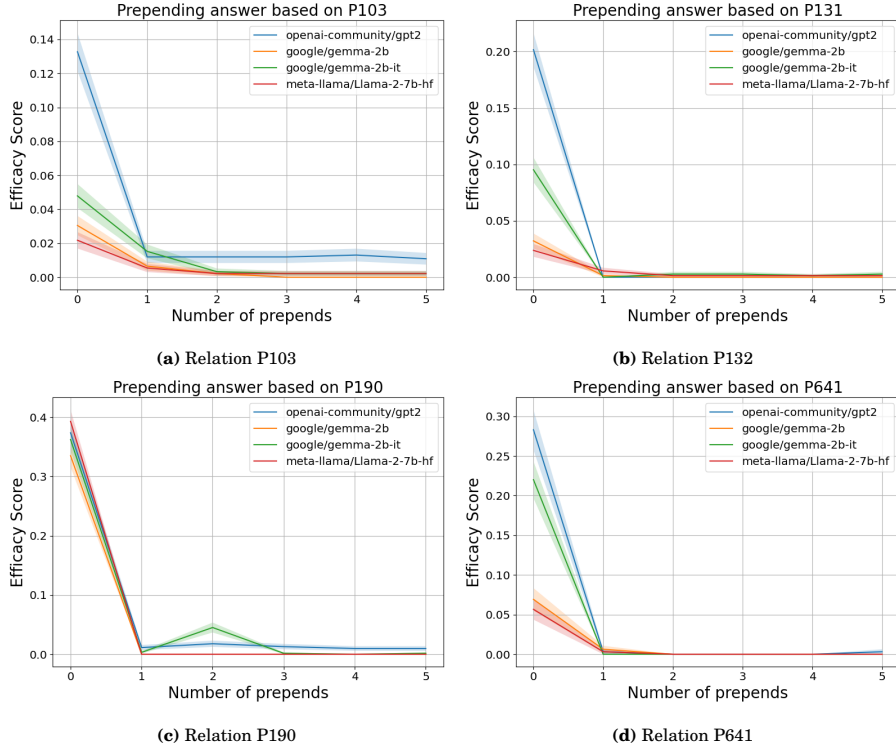 Prepending answer based on P103
Efficacy Score
0.14
0.12
0.10
0.08
0.06
0.04
0.02
0.00
openai-community/gpt2
google/gemma-2b
google/gemma-2b-it
meta-llama/Llama-2-7b-hf
0 1 2 3 4 5
Number of prepends
(a) Relation P103
Prepending answer based on P131
Efficacy Score
0.20
0.15
0.10
0.05
0.00
openai-community/gpt2
google/gemma-2b
google/gemma-2b-it
meta-llama/Llama-2-7b-hf
0 1 2 3 4 5
Number of prepends
(b) Relation P132
Prepending answer based on P190
Efficacy Score
0.4
0.3
0.2
0.1
0.0
openai-community/gpt2
google/gemma-2b
google/gemma-2b-it
meta-llama/Llama-2-7b-hf
0 1 2 3 4 5
Number of prepends
(c) Relation P190
Prepending answer based on P641
Efficacy Score
0.30
0.25
0.20
0.15
0.10
0.05
0.00
openai-community/gpt2
google/gemma-2b
google/gemma-2b-it
meta-llama/Llama-2-7b-hf
0 1 2 3 4 5
Number of prepends
(d) Relation P641